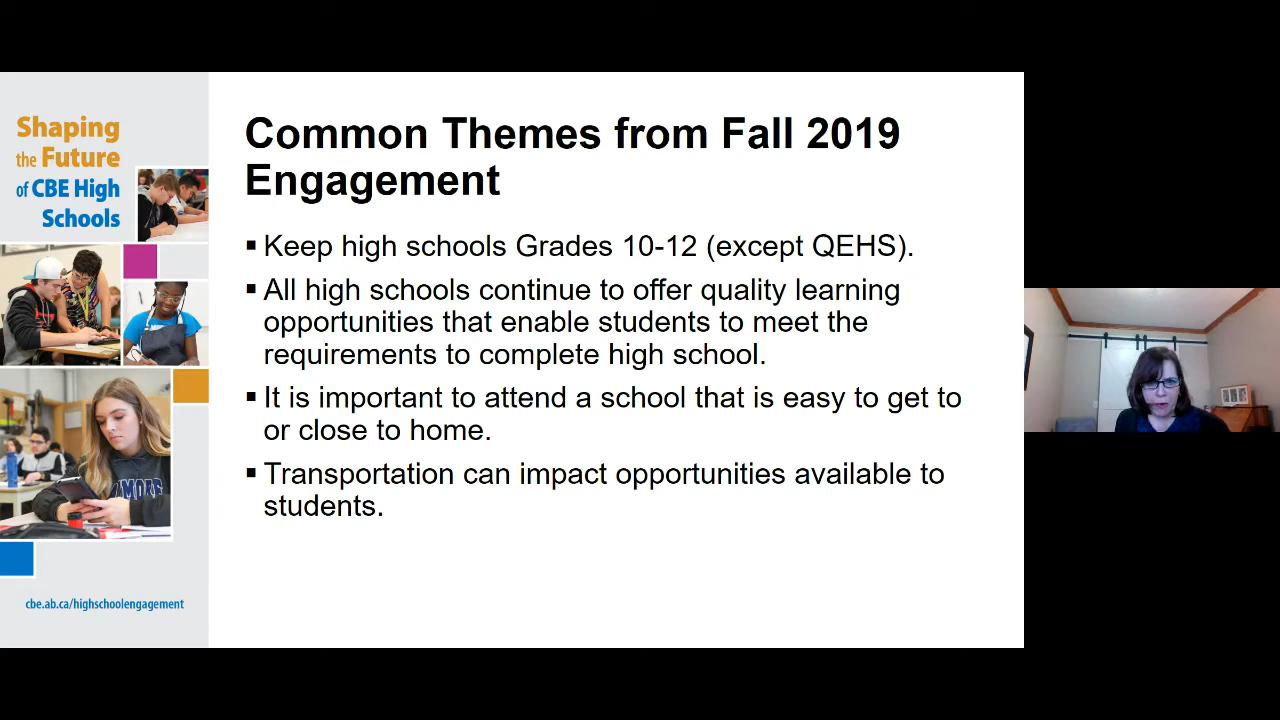 Shaping
the Future
of CBE High
Schools
Common Themes from Fall 2019
Engagement
▪ Keep high schools Grades 10-12 (except QEHS).
▪ All high schools continue to offer quality learning
opportunities that enable students to meet the
requirements to complete high school.
▪ It is important to attend a school that is easy to get to
or close to home.
▪ Transportation can impact opportunities available to
students.
cbe.ab.ca/highschoolengagement